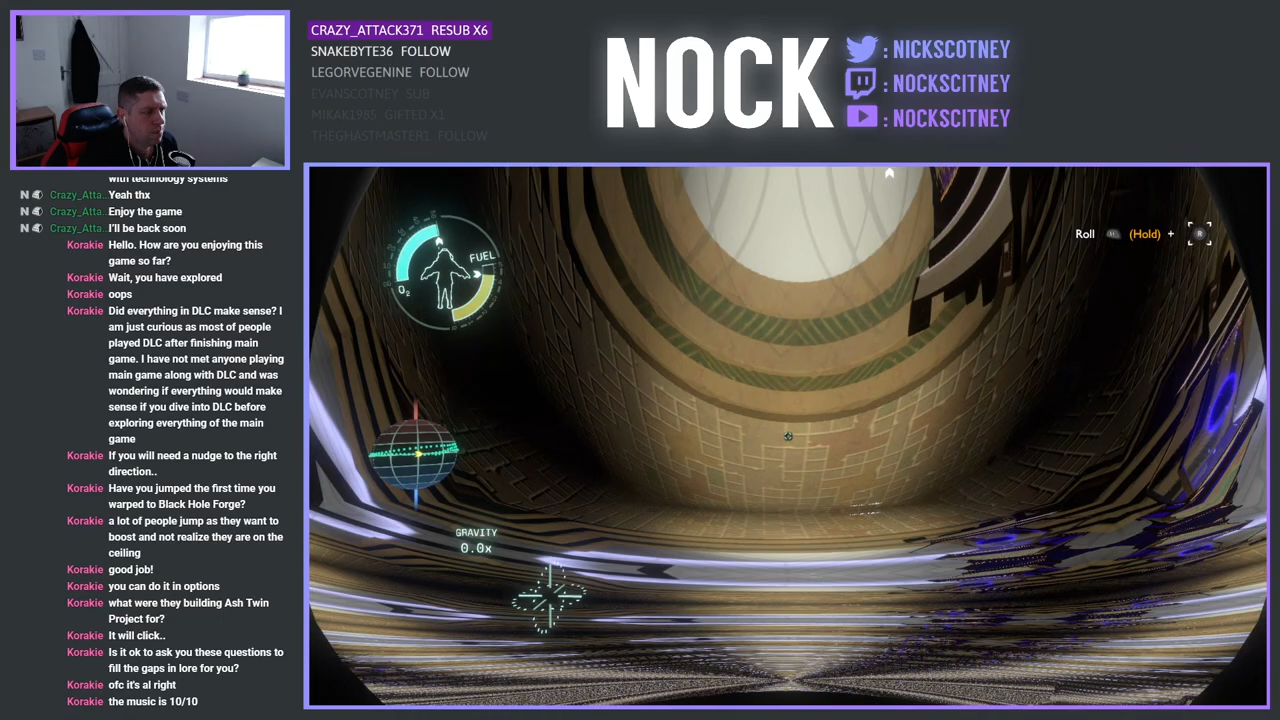 CRAZY_ATTACK371 RESUB X6
SNAKEBYTE36 FOLLOW
LEGORVEGENINE FOLLOW
EVANSCOTNEY SUB
MIKAK1985 GIFTED X1
THEGHASTMASTER1 FOLLOW
NOCK
: NICKSCOTNEY
: NOCKSCITNEY
: NOCKSCITNEY
with technology systems
N Crazy_Atta... Yeah thx
N Crazy_Atta... Enjoy the game
N Crazy_Atta... I'll be back soon
Korakie Hello. How are you enjoying this
game so far?
Korakie Wait, you have explored
Korakie oops
Korakie Did everything in DLC make sense? I
am just curious as most of people
played DLC after finishing main
game. I have not met anyone playing
main game along with DLC and was
wondering if everything would make
sense if you dive into DLC before
exploring everything of the main
game
Korakie If you will need a nudge to the right
direction..
Korakie Have you jumped the first time you
warped to Black Hole Forge?
Korakie a lot of people jump as they want to
boost and not realize they are on the
ceiling
Korakie good job!
Korakie you can do it in options
Korakie what were they building Ash Twin
Project for?
Korakie It will click..
Korakie Is it ok to ask you these questions to
fill the gaps in lore for you?
Korakie ofc it's al right
Korakie the music is 10/10
FUEL
O2
GRAVITY
0.0x
Roll (Hold) + R